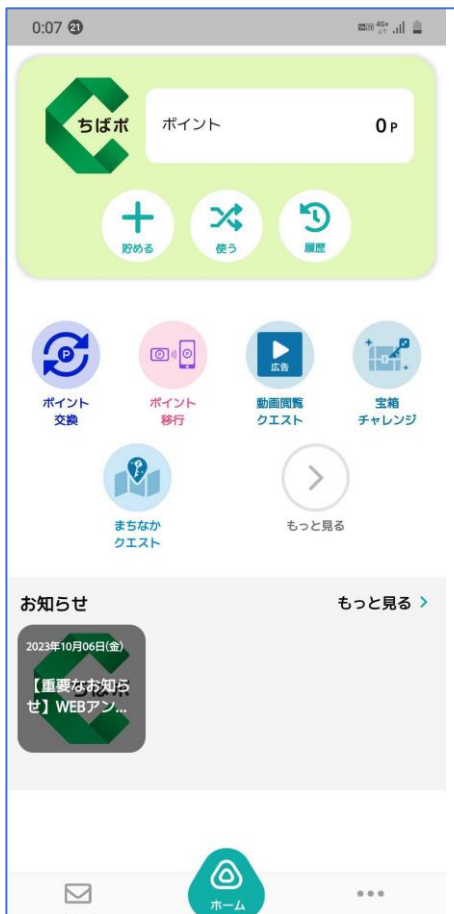 0:07 21
4G+
ちばポ
ポイント
0 P
貯める
使う
履歴
P
P
広告
ポイント
交換
ポイント
移行
動画閲覧
クエスト
宝箱
チャレンジ
まちなか
クエスト
もっと見る
お知らせ
もっと見る >
2023年10月06日(金)
【重要なお知ら
せ】WEBアン...
ホーム